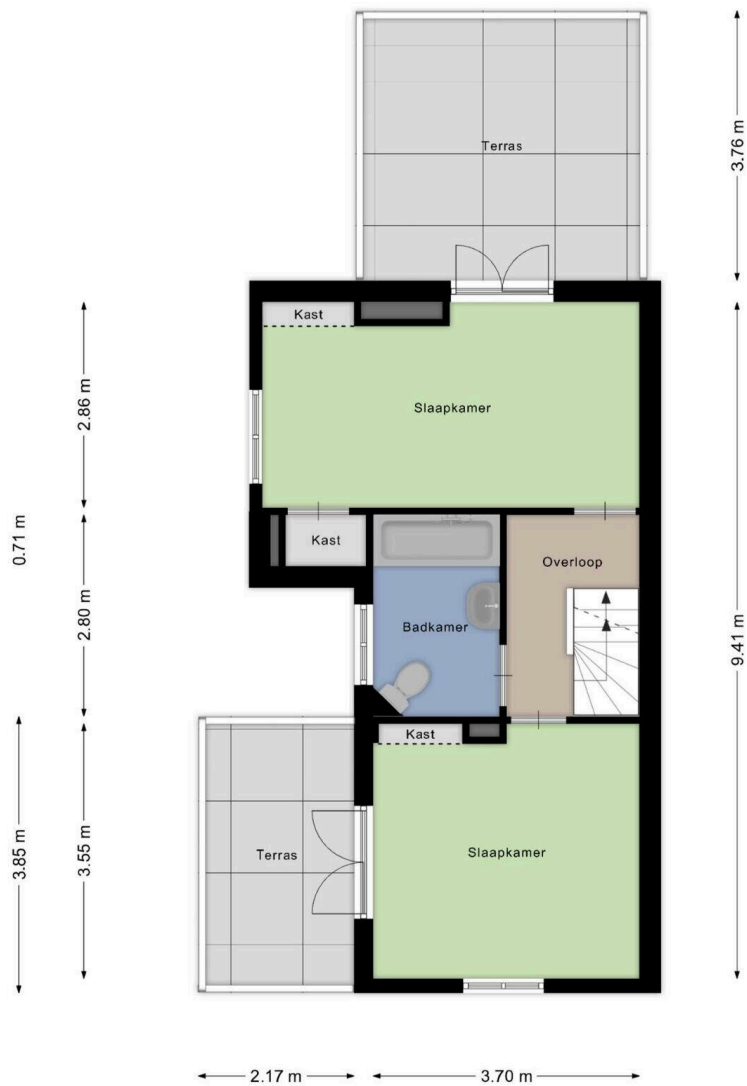 3.76 m
Terras
Kast
Slaapkamer
2.86 m
0.71 m
Kast
Overloop
2.80 m
Badkamer
9.41 m
Kast
3.85 m
3.55 m
Terras
Slaapkamer
2.17 m
3.70 m